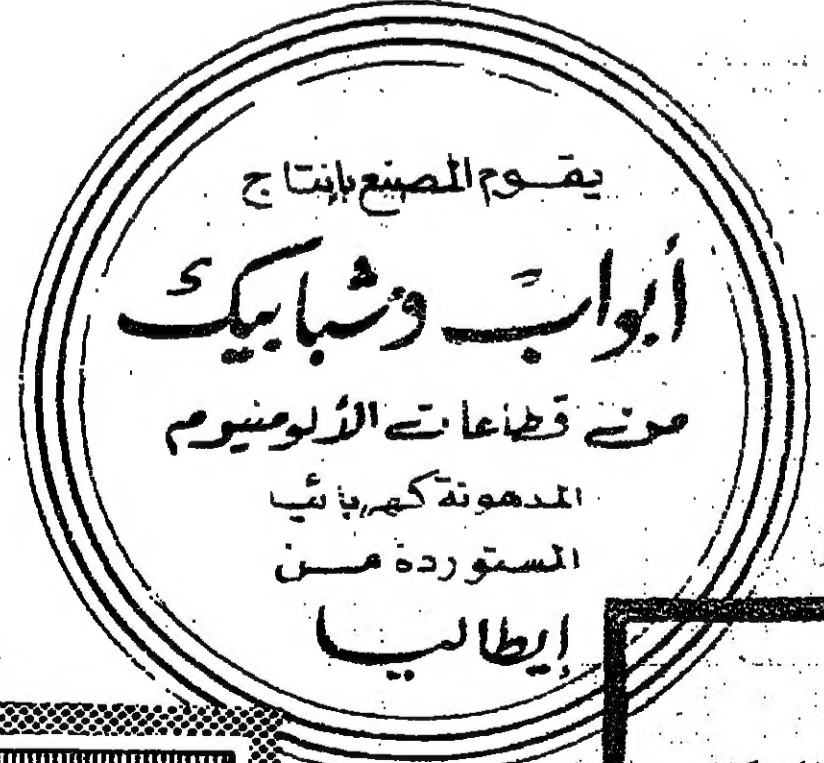 يقوم المصنع بإنتاج
أبواب وشبابيك
من قطاعات الألومنيوم
المدهونة كهربائيا
المستوردة من
إيطاليا